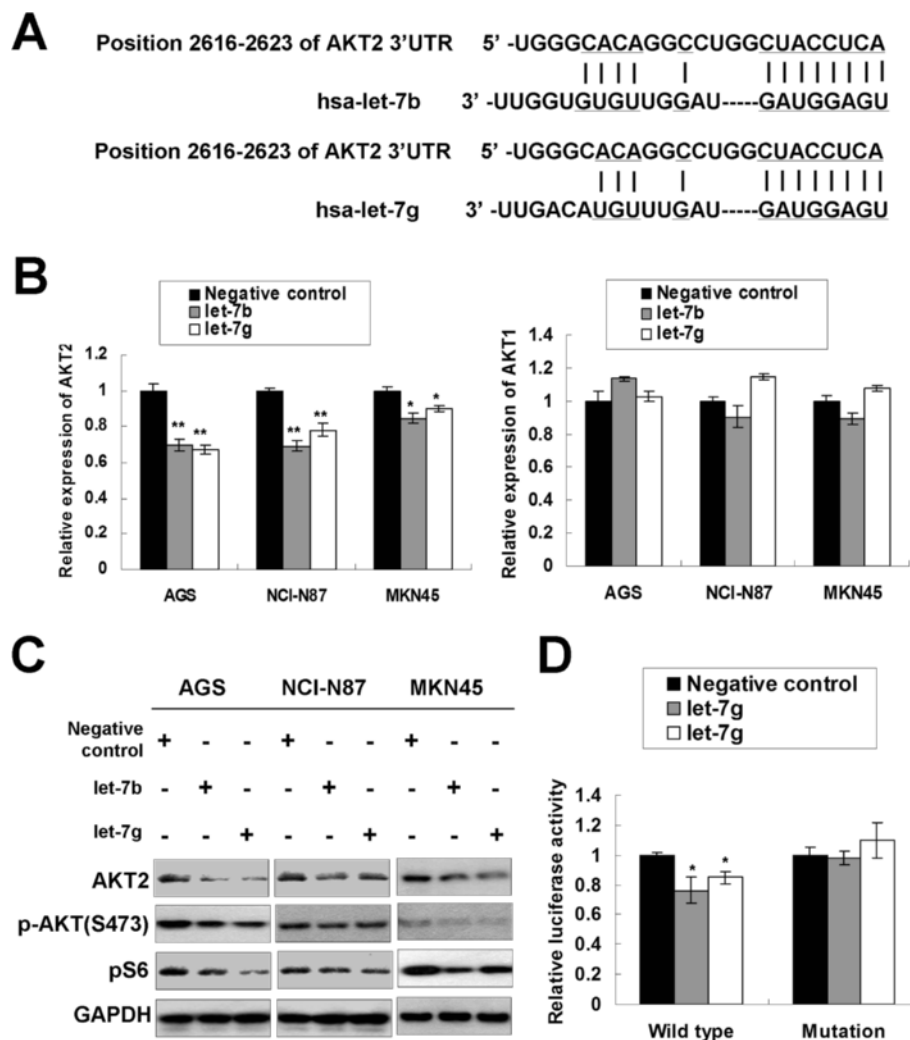 A
Position 2616-2623 of AKT2 3'UTR 5' -UGGGCACAGGCCUGGCUACCUCA
hsa-let-7b 3' -UUGGUGUGUUGGAU-----GAUGGAGU
Position 2616-2623 of AKT2 3'UTR 5' -UGGGCACAGGCCUGGCUACCUCA
hsa-let-7g 3' -UUGACAUGUUUGAU-----GAUGGAGU
B
Negative control
let-7b
let-7g
Relative expression of AKT2
1.2
1
0.8
0.6
0.4
0.2
0
** **
** **
* *
AGS NCI-N87 MKN45
Negative control
let-7b
let-7g
Relative expression of AKT1
1.4
1.2
1
0.8
0.6
0.4
0.2
0
AGS NCI-N87 MKN45
C
AGS NCI-N87 MKN45
Negative control + - - + - - + - -
let-7b - + - - + - - + -
let-7g - - + - - + - - +
AKT2
p-AKT(S473)
pS6
GAPDH
D
Negative control
let-7g
let-7g
Relative luciferase activity
1.4
1.2
1
0.8
0.6
0.4
0.2
0
* *
Wild type Mutation